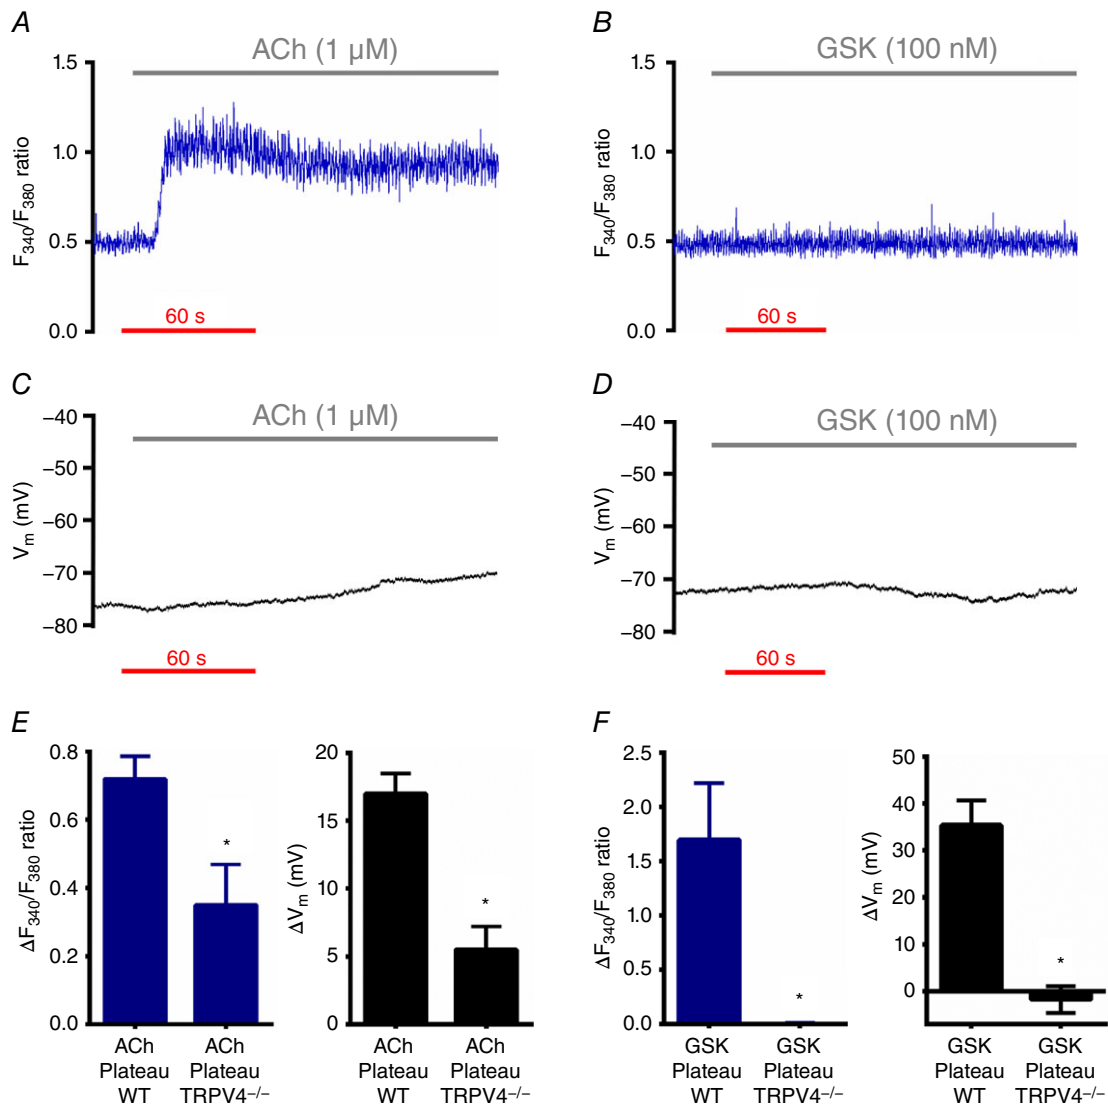 A
ACh (1 μM)
1.5
1.0
0.5
0.0
F340/F380 ratio
60 s
B
GSK (100 nM)
1.5
1.0
0.5
0.0
F340/F380 ratio
60 s
C
ACh (1 μM)
–40
–50
–60
–70
–80
Vm (mV)
60 s
D
GSK (100 nM)
–40
–50
–60
–70
–80
Vm (mV)
60 s
E
0.8
0.6
0.4
0.2
0.0
ΔF340/F380 ratio
*
ACh
Plateau
WT
ACh
Plateau
TRPV4–/–
20
15
10
5
0
ΔVm (mV)
*
ACh
Plateau
WT
ACh
Plateau
TRPV4–/–
F
2.5
2.0
1.5
1.0
0.5
0.0
ΔF340/F380 ratio
*
GSK
Plateau
WT
GSK
Plateau
TRPV4–/–
50
40
30
20
10
0
ΔVm (mV)
*
GSK
Plateau
WT
GSK
Plateau
TRPV4–/–